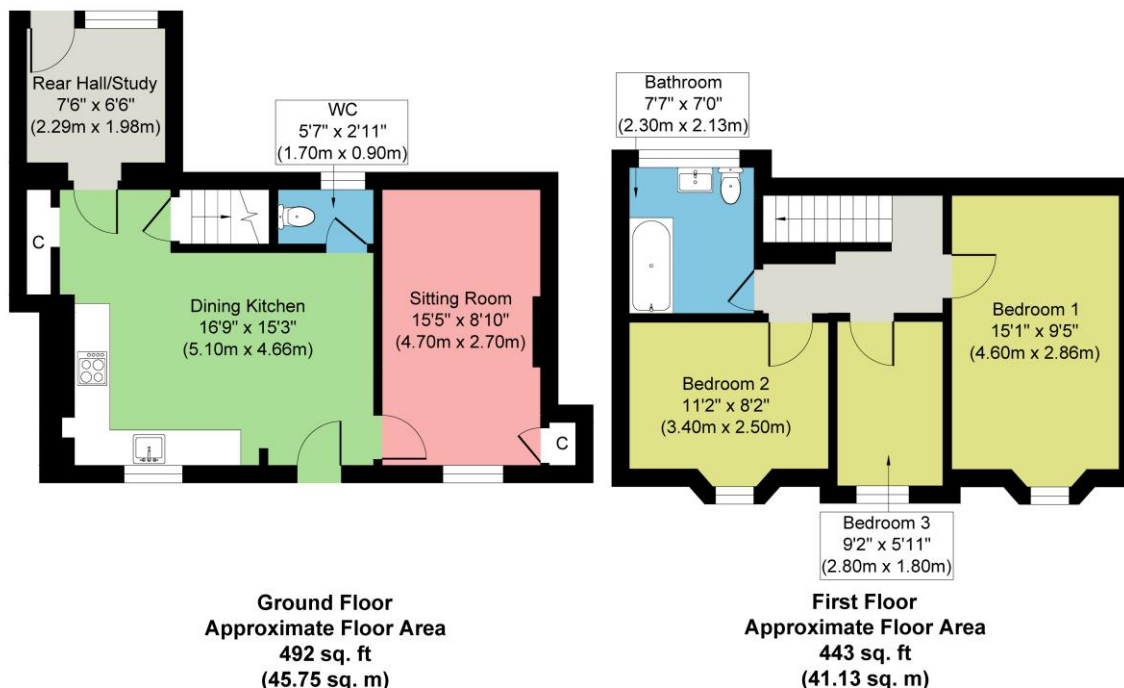 Rear Hall/Study
7'6" x 6'6"
(2.29m x 1.98m)
WC
5'7" x 2'11"
(1.70m x 0.90m)
C
Dining Kitchen
16'9" x 15'3"
(5.10m x 4.66m)
Sitting Room
15'5" x 8'10"
(4.70m x 2.70m)
C
Ground Floor
Approximate Floor Area
492 sq. ft
(45.75 sq. m)
Bathroom
7'7" x 7'0"
(2.30m x 2.13m)
Bedroom 1
15'1" x 9'5"
(4.60m x 2.86m)
Bedroom 2
11'2" x 8'2"
(3.40m x 2.50m)
Bedroom 3
9'2" x 5'11"
(2.80m x 1.80m)
First Floor
Approximate Floor Area
443 sq. ft
(41.13 sq. m)